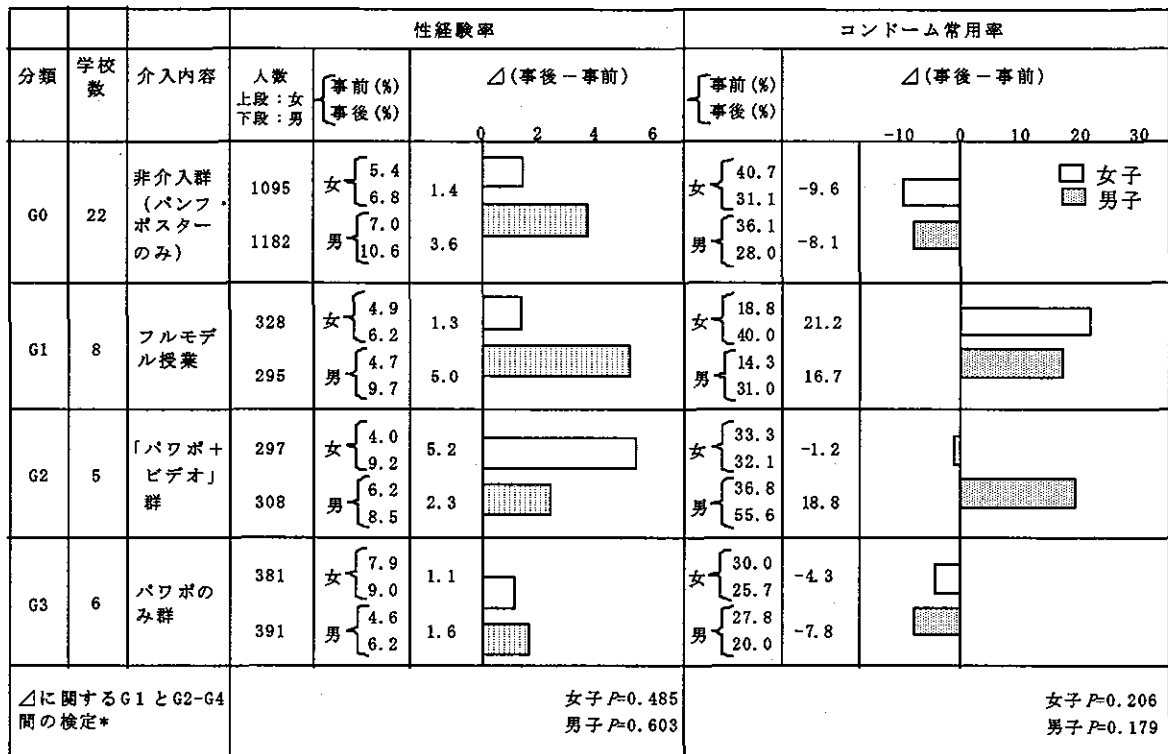 性経験率 コンドーム常用率
分類 学校数 介入内容 人数 上段：女 下段：男 事前(%) 事後(%) ⊿(事後－事前) 事前(%) 事後(%) ⊿(事後－事前)
0 2 4 6 -10 0 10 20 30
G0 22 非介入群(パンフ・ポスターのみ)
1095 女 5.4 6.8 1.4 女 40.7 31.1 -9.6
1182 男 7.0 10.6 3.6 男 36.1 28.0 -8.1
女子
男子
G1 8 フルモデル授業
328 女 4.9 6.2 1.3 女 18.8 40.0 21.2
295 男 4.7 9.7 5.0 男 14.3 31.0 16.7
G2 5 「パワポ＋ビデオ」群
297 女 4.0 9.2 5.2 女 33.3 32.1 -1.2
308 男 6.2 8.5 2.3 男 36.8 55.6 18.8
G3 6 パワポのみ群
381 女 7.9 9.0 1.1 女 30.0 25.7 -4.3
391 男 4.6 6.2 1.6 男 27.8 20.0 -7.8
⊿に関するG1とG2-G4間の検定*
女子 P=0.485 女子 P=0.206
男子 P=0.603 男子 P=0.179